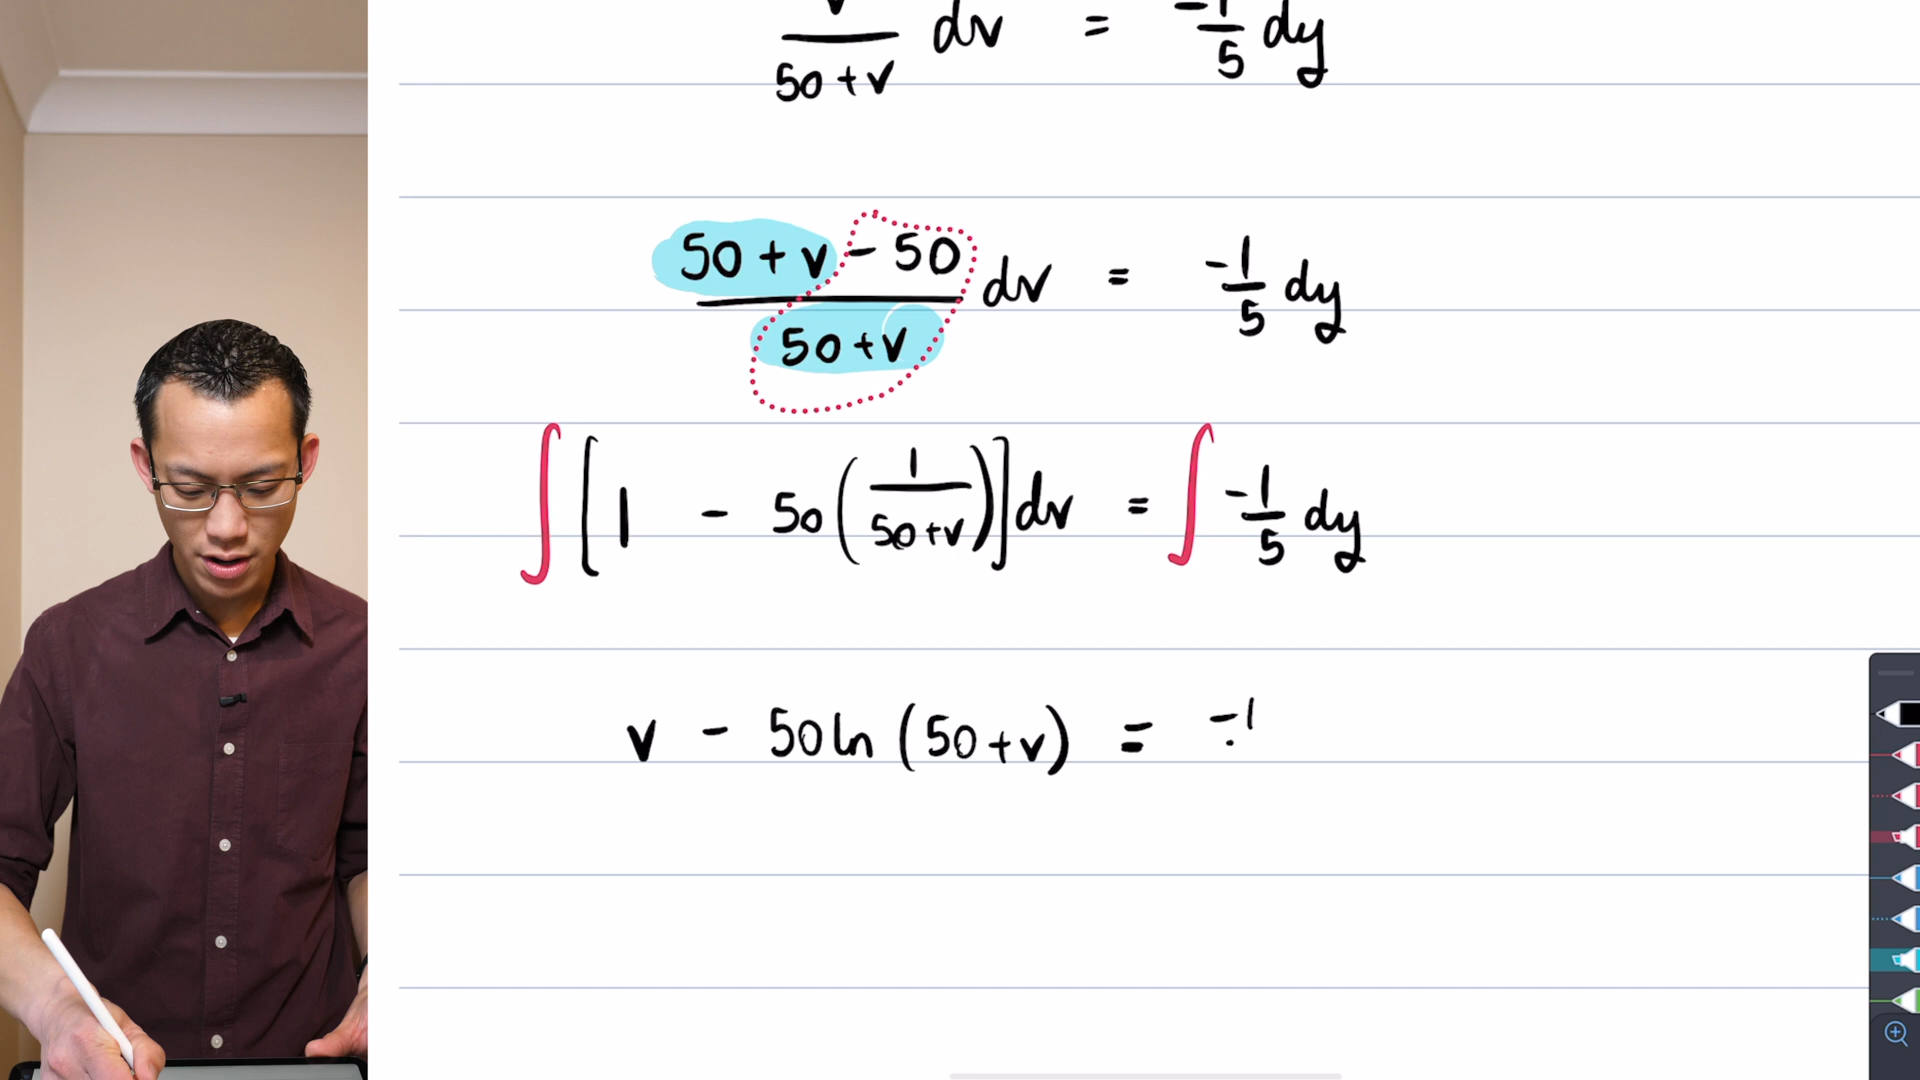 v/(50+v) dv = -1/5 dy
(50+v-50)/(50+v) dv = -1/5 dy
∫[1 - 50(1/(50+v))]dv = ∫ -1/5 dy
v - 50ln(50+v) = -1